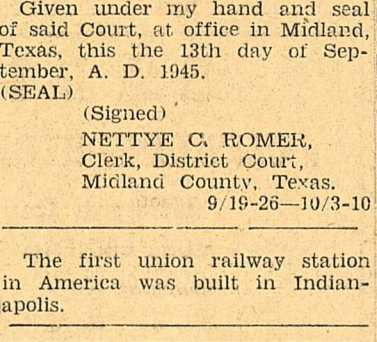 Given under my hand and seal
of said Court, at office in Midland,
Texas, this the 13th day of Sep-
tember, A. D. 1945.
(SEAL)
(Signed)
NETTYE C. ROMER,
Clerk, District Court,
Midland County, Texas.
9/19-26—10/3-10
The first union railway station
in America was built in Indian-
apolis.